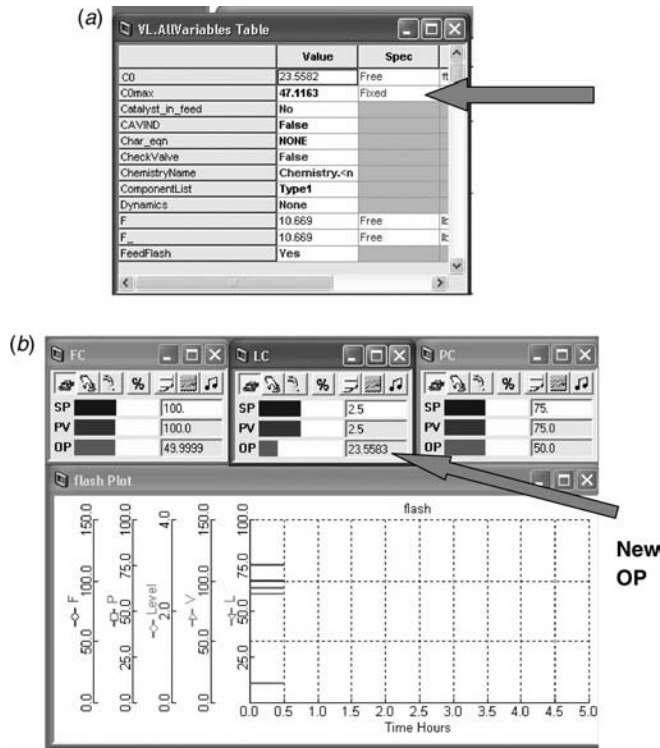 (a)
VL.AllVariables Table
Value Spec
C0 23.5582 Free ft
C0max 47.1163 Fixed
Catalyst_in_feed No
CAVIND False
Char_eqn NONE
CheckValve False
ChemistryName Chemistry.<n
ComponentList Type1
Dynamics None
F 10.669 Free lb
F_ 10.669 Free lb
FeedFlash Yes
(b)
FC LC PC
% % %
SP 100. SP 2.5 SP 75.
PV 100.0 PV 2.5 PV 75.0
OP 49.9999 OP 23.5583 OP 50.0
flash Plot
New
OP
flash
F
0.0 50.0 100.0 150.0
P
0.0 25.0 50.0 75.0 100.0
Level
0.0 2.0 4.0
V
0.0 50.0 100.0 150.0
L
0.0 25.0 50.0 75.0 100.0
0.0 0.5 1.0 1.5 2.0 2.5 3.0 3.5 4.0 4.5 5.0
Time Hours